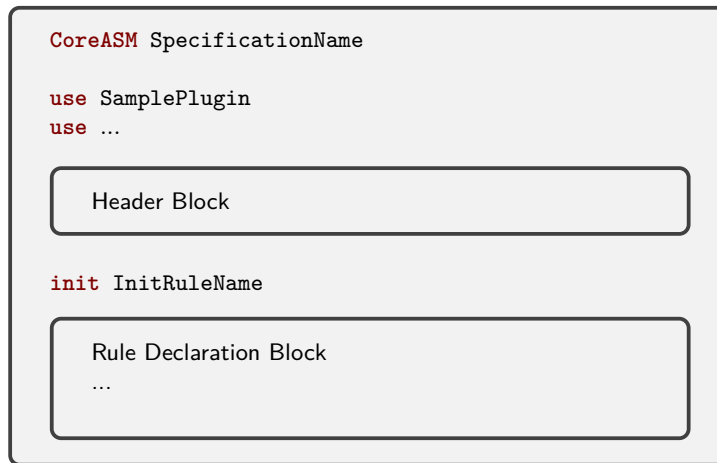 CoreASM SpecificationName
use SamplePlugin
use ...
Header Block
init InitRuleName
Rule Declaration Block
...